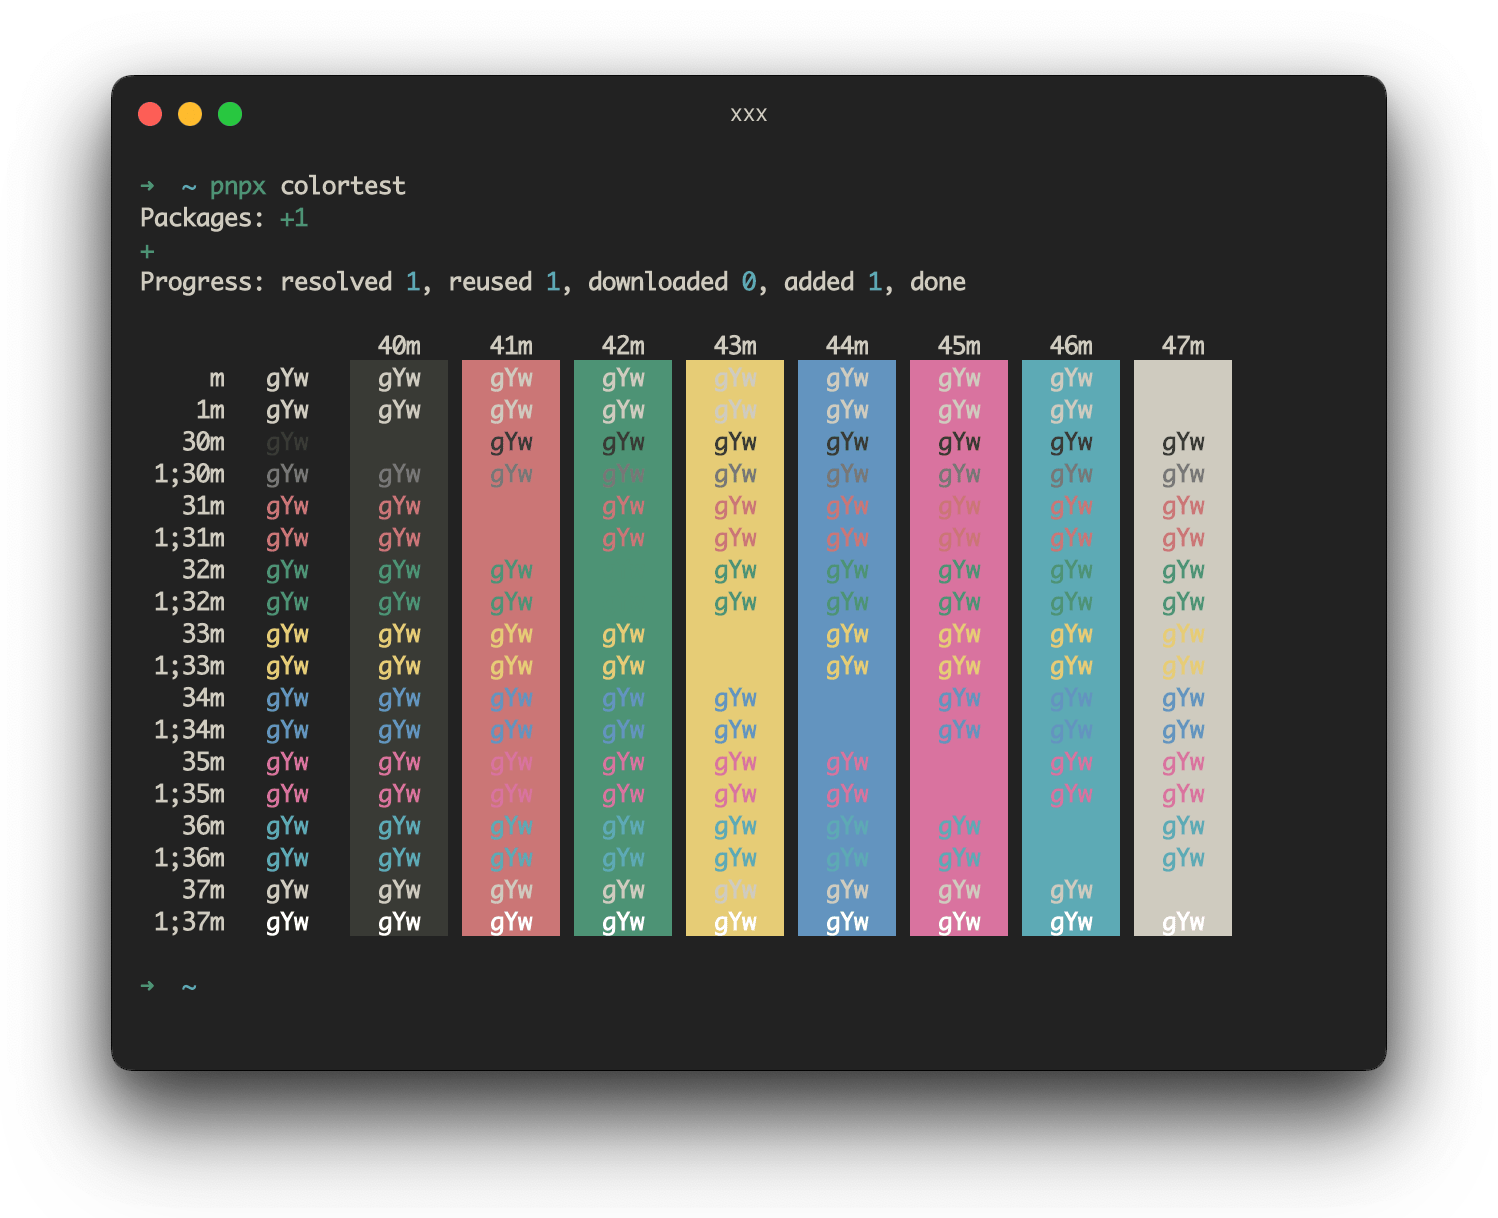 xxx
➜ ~ pnpx colortest
Packages: +1
+
Progress: resolved 1, reused 1, downloaded 0, added 1, done
40m 41m 42m 43m 44m 45m 46m 47m
m gYw gYw gYw gYw gYw gYw gYw gYw
1m gYw gYw gYw gYw gYw gYw gYw gYw
30m gYw gYw gYw gYw gYw gYw gYw gYw
1;30m gYw gYw gYw gYw gYw gYw gYw gYw gYw
31m gYw gYw gYw gYw gYw gYw gYw gYw
1;31m gYw gYw gYw gYw gYw gYw gYw gYw
32m gYw gYw gYw gYw gYw gYw gYw gYw
1;32m gYw gYw gYw gYw gYw gYw gYw gYw
33m gYw gYw gYw gYw gYw gYw gYw gYw
1;33m gYw gYw gYw gYw gYw gYw gYw gYw
34m gYw gYw gYw gYw gYw gYw gYw gYw
1;34m gYw gYw gYw gYw gYw gYw gYw gYw
35m gYw gYw gYw gYw gYw gYw gYw gYw
1;35m gYw gYw gYw gYw gYw gYw gYw gYw
36m gYw gYw gYw gYw gYw gYw gYw gYw
1;36m gYw gYw gYw gYw gYw gYw gYw gYw
37m gYw gYw gYw gYw gYw gYw gYw gYw
1;37m gYw gYw gYw gYw gYw gYw gYw gYw gYw
➜ ~